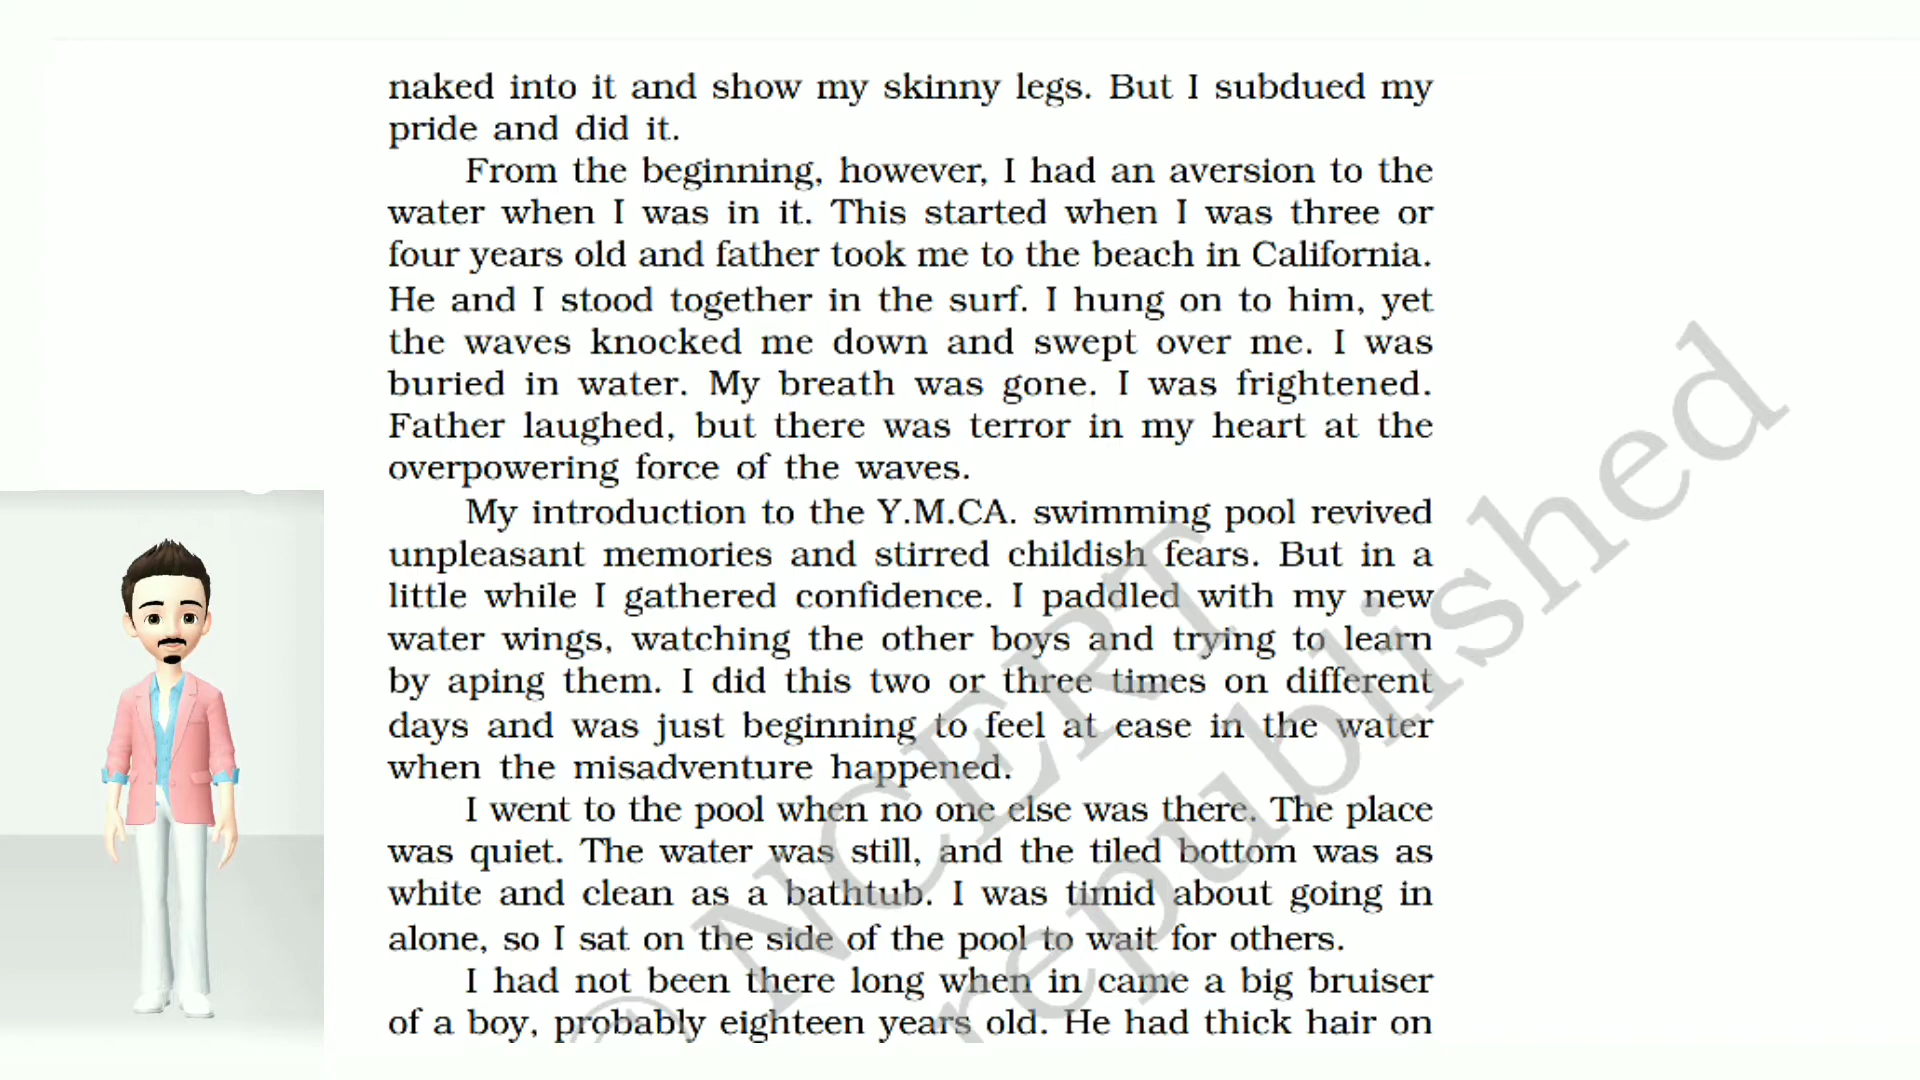 naked into it and show my skinny legs. But I subdued my
pride and did it.
From the beginning, however, I had an aversion to the
water when I was in it. This started when I was three or
four years old and father took me to the beach in California.
He and I stood together in the surf. I hung on to him, yet
the waves knocked me down and swept over me. I was
buried in water. My breath was gone. I was frightened.
Father laughed, but there was terror in my heart at the
overpowering force of the waves.
My introduction to the Y.M.CA. swimming pool revived
unpleasant memories and stirred childish fears. But in a
little while I gathered confidence. I paddled with my new
water wings, watching the other boys and trying to learn
by aping them. I did this two or three times on different
days and was just beginning to feel at ease in the water
when the misadventure happened.
I went to the pool when no one else was there. The place
was quiet. The water was still, and the tiled bottom was as
white and clean as a bathtub. I was timid about going in
alone, so I sat on the side of the pool to wait for others.
I had not been there long when in came a big bruiser
of a boy, probably eighteen years old. He had thick hair on
© NCERT
republished